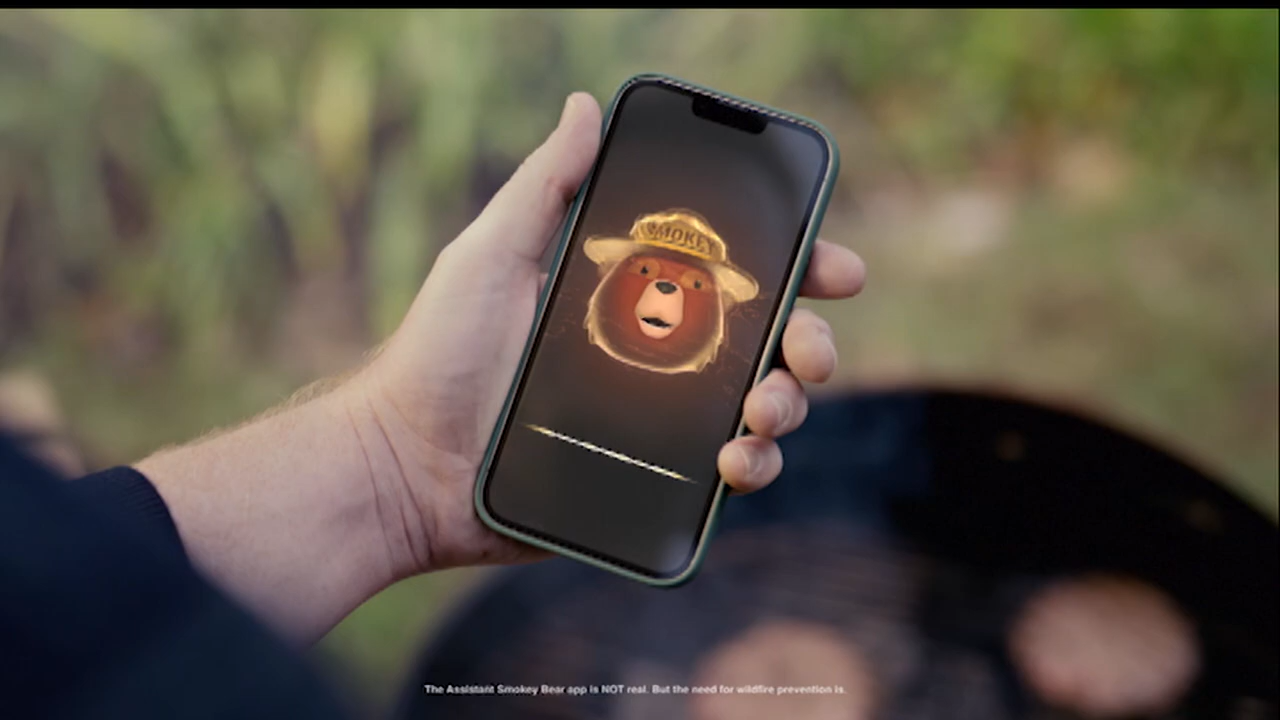 SMOKEY
The Assistant Smokey Bear app is NOT real. But the need for wildfire prevention is.